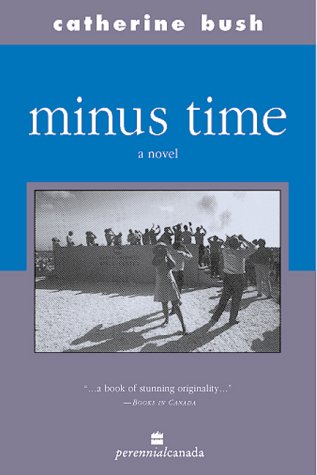 catherine bush
minus time
a novel
"...a book of stunning originality..."
—BOOKS IN CANADA
perennialcanada